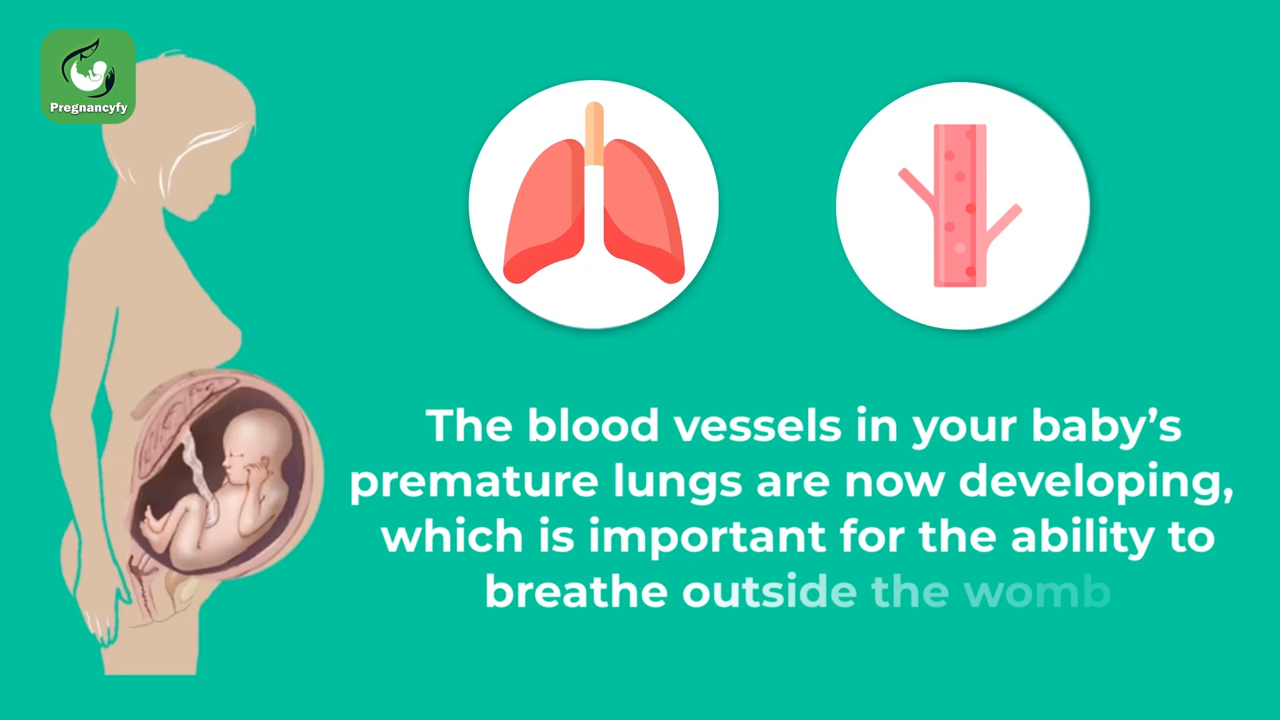 Pregnancyfy
The blood vessels in your baby’s
premature lungs are now developing,
which is important for the ability to
breathe outside the womb